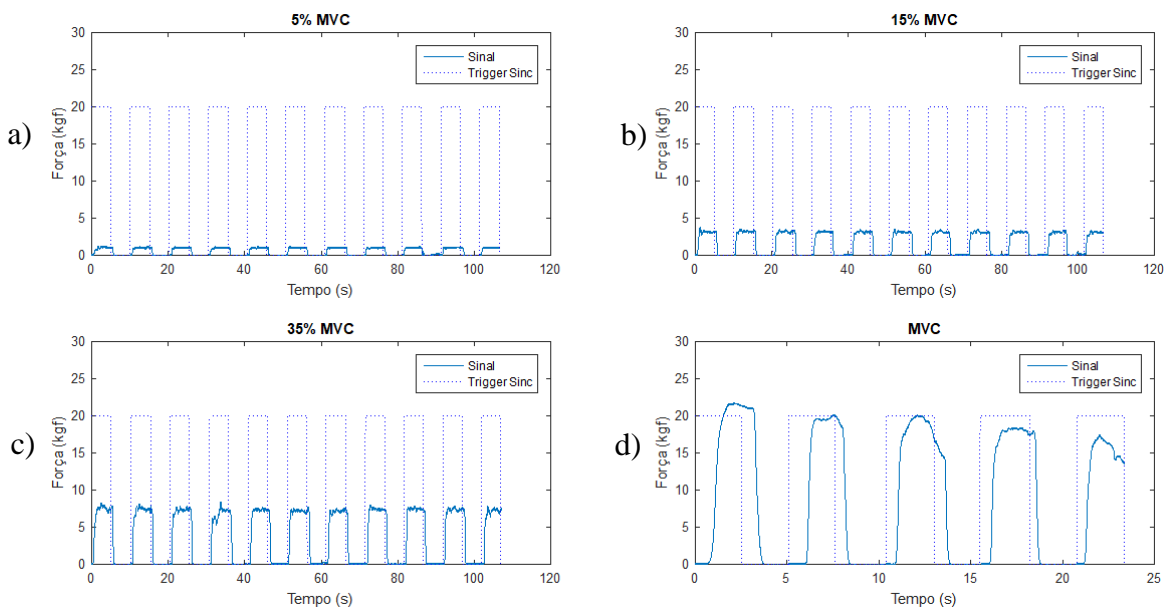 a)
5% MVC
Força (kgf)
30
25
20
15
10
5
0
Sinal
Trigger Sinc
0 20 40 60 80 100 120
Tempo (s)
b)
15% MVC
Força (kgf)
30
25
20
15
10
5
0
Sinal
Trigger Sinc
0 20 40 60 80 100 120
Tempo (s)
c)
35% MVC
Força (kgf)
30
25
20
15
10
5
0
Sinal
Trigger Sinc
0 20 40 60 80 100 120
Tempo (s)
d)
MVC
Força (kgf)
30
25
20
15
10
5
0
Sinal
Trigger Sinc
0 5 10 15 20 25
Tempo (s)